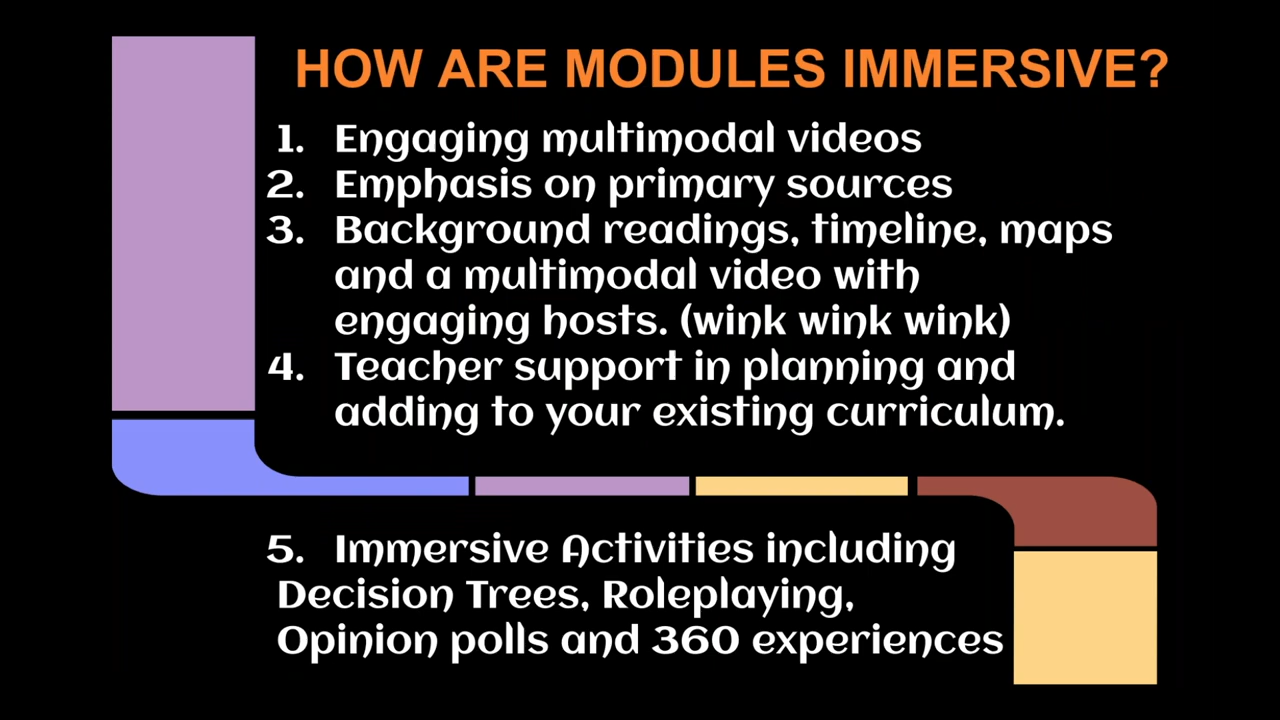 HOW ARE MODULES IMMERSIVE?
1. Engaging multimodal videos
2. Emphasis on primary sources
3. Background readings, timeline, maps
and a multimodal video with
engaging hosts. (wink wink wink)
4. Teacher support in planning and
adding to your existing curriculum.
5. Immersive Activities including
Decision Trees, Roleplaying,
Opinion polls and 360 experiences